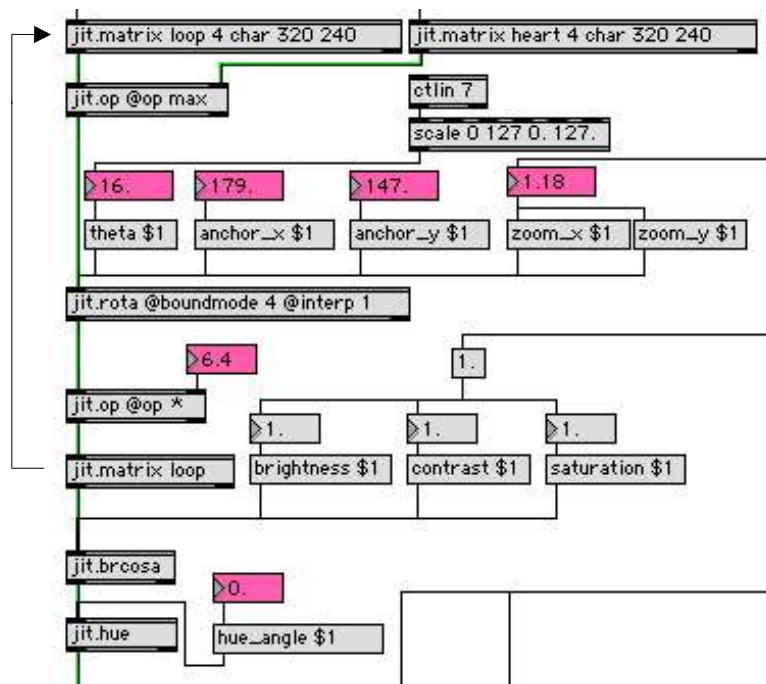 jit.matrix loop 4 char 320 240
jit.matrix heart 4 char 320 240
jit.op @op max
ctlin 7
scale 0 127 0. 127.
16.
179.
147.
1.18
theta $1
anchor_x $1
anchor_y $1
zoom_x $1
zoom_y $1
jit.rota @boundmode 4 @interp 1
6.4
1.
jit.op @op *
1.
1.
1.
jit.matrix loop
brightness $1
contrast $1
saturation $1
jit.brcosa
0.
jit.hue
hue_angle $1